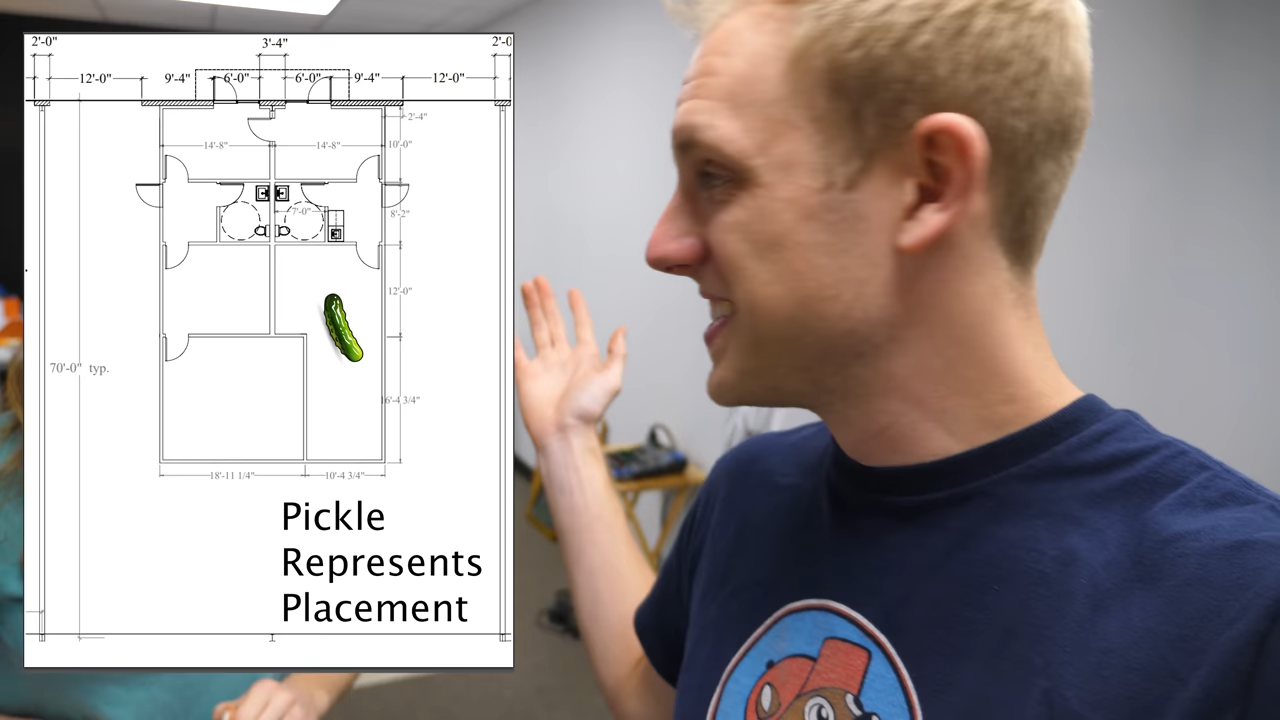 2'-0" 3'-4" 2'-0
12'-0" 9'-4" 6'-0" 6'-0" 9'-4" 12'-0"
2'-4"
14'-8" 14'-8" 10'-0"
7'-0" 8'-2"
12'-0"
70'-0" typ.
16'-4 3/4"
18'-11 1/4" 10'-4 3/4"
Pickle
Represents
Placement